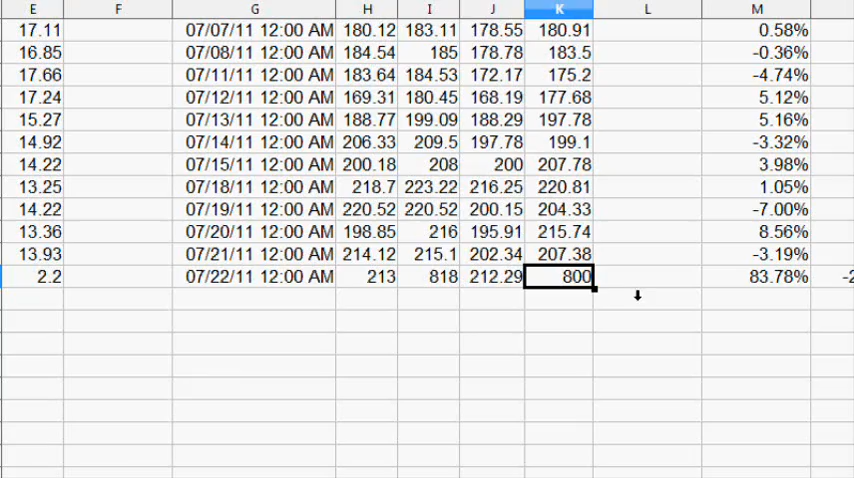 E F G H I J K L M
17.11 07/07/11 12:00 AM 180.12 183.11 178.55 180.91 0.58%
16.85 07/08/11 12:00 AM 184.54 185 178.78 183.5 -0.36%
17.66 07/11/11 12:00 AM 183.64 184.53 172.17 175.2 -4.74%
17.24 07/12/11 12:00 AM 169.31 180.45 168.19 177.68 5.12%
15.27 07/13/11 12:00 AM 188.77 199.09 188.29 197.78 5.16%
14.92 07/14/11 12:00 AM 206.33 209.5 197.78 199.1 -3.32%
14.22 07/15/11 12:00 AM 200.18 208 200 207.78 3.98%
13.25 07/18/11 12:00 AM 218.7 223.22 216.25 220.81 1.05%
14.22 07/19/11 12:00 AM 220.52 220.52 200.15 204.33 -7.00%
13.36 07/20/11 12:00 AM 198.85 216 195.91 215.74 8.56%
13.93 07/21/11 12:00 AM 214.12 215.1 202.34 207.38 -3.19%
2.2 07/22/11 12:00 AM 213 818 212.29 800 83.78%